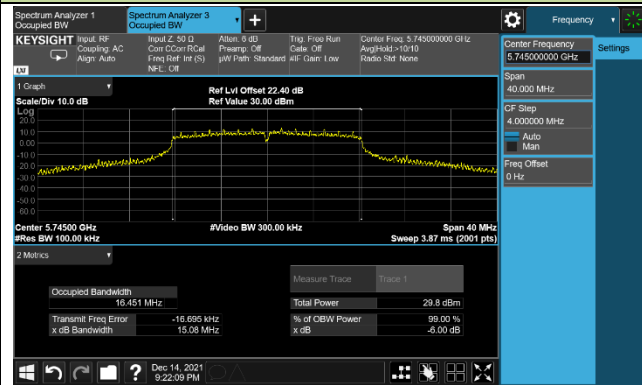 Spectrum Analyzer 1
Occupied BW
Spectrum Analyzer 3
Occupied BW
+
Frequency
KEYSIGHT
Input: RF
Coupling: AC
Align: Auto
LXI
Input Z: 50 Ω
Corr CCorr RCal
Freq Ref: Int (S)
NFE: Off
Atten: 6 dB
Preamp: Off
µW Path: Standard
Trig: Free Run
Gate: Off
#IF Gain: Low
Center Freq: 5.745000000 GHz
Avg|Hold:>10/10
Radio Std: None
Center Frequency
5.745000000 GHz
Settings
Span
40.000 MHz
CF Step
4.000000 MHz
Auto
Man
Freq Offset
0 Hz
1 Graph
Scale/Div 10.0 dB
Ref Lvl Offset 22.40 dB
Ref Value 30.00 dBm
Log
20.0
10.0
0.00
-10.0
-20.0
-30.0
-40.0
-50.0
-60.0
Center 5.74500 GHz
#Res BW 100.00 kHz
#Video BW 300.00 kHz
Span 40 MHz
Sweep 3.87 ms (2001 pts)
2 Metrics
Measure Trace
Trace 1
Occupied Bandwidth
16.451 MHz
Total Power
29.8 dBm
Transmit Freq Error
-16.695 kHz
% of OBW Power
99.00 %
x dB Bandwidth
15.08 MHz
x dB
-6.00 dB
?
Dec 14, 2021
9:22:09 PM